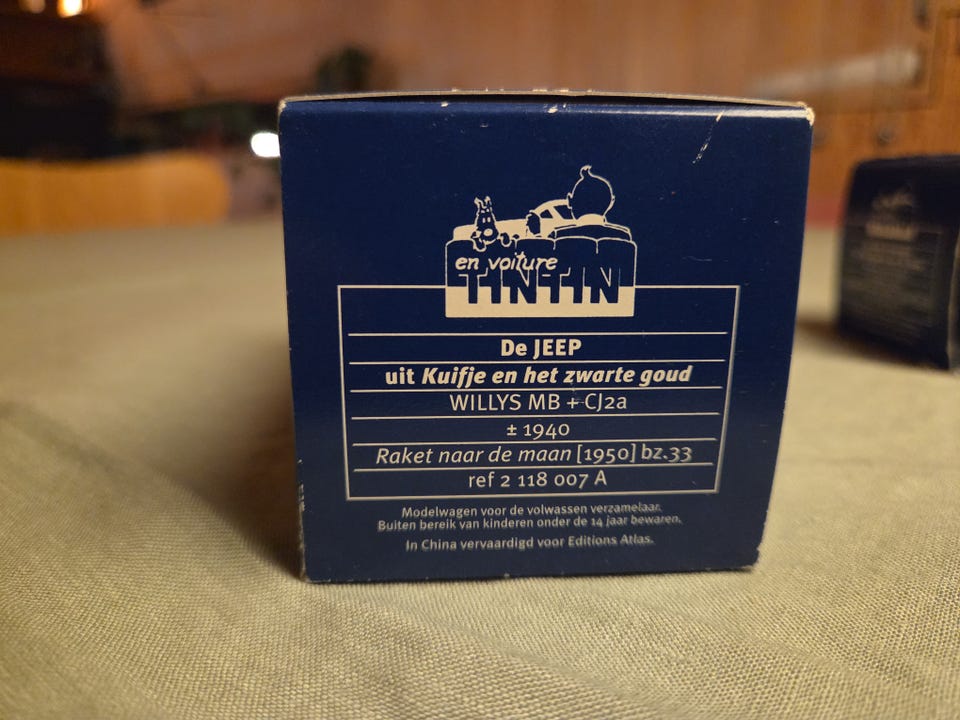 en voiture
TINTIN
De JEEP
uit Kuifje en het zwarte goud
WILLYS MB + CJ2a
± 1940
Raket naar de maan [1950] bz.33
ref 2 118 007 A
Modelwagen voor de volwassen verzamelaar.
Buiten bereik van kinderen onder de 14 jaar bewaren.
In China vervaardigd voor Editions Atlas.